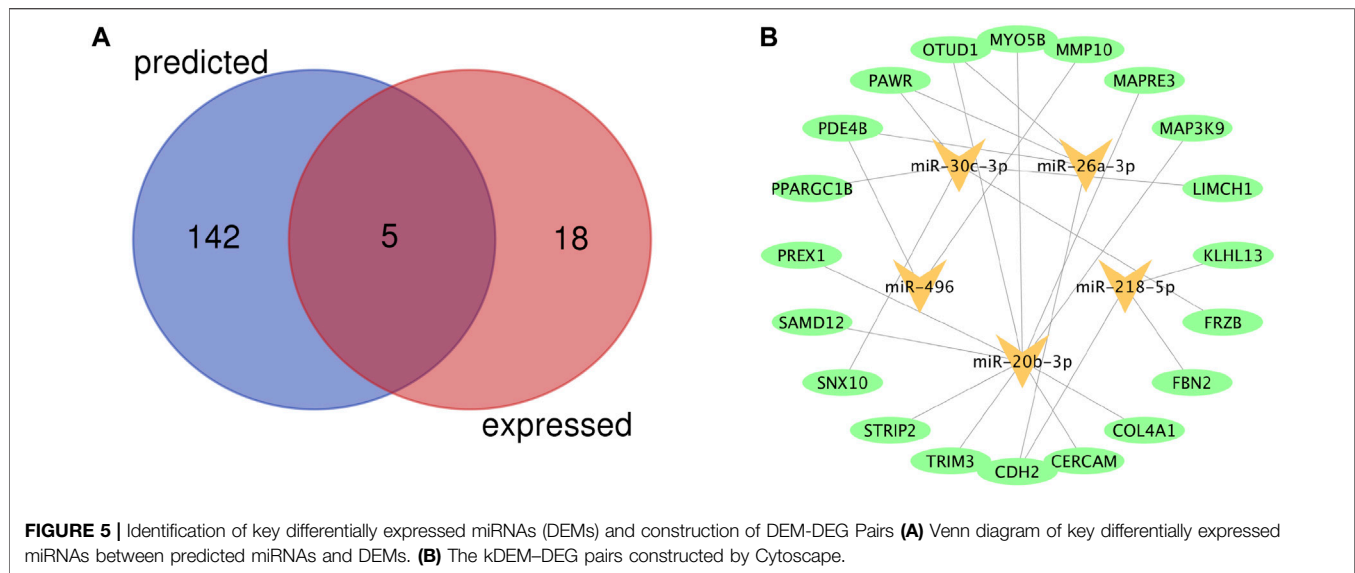 A
predicted
142
5
18
expressed
B
MYO5B
OTUD1
MMP10
PAWR
MAPRE3
PDE4B
MAP3K9
miR-30c-3p
miR-26a-3p
PPARGC1B
LIMCH1
PREX1
KLHL13
miR-496
miR-218-5p
SAMD12
FRZB
miR-20b-3p
SNX10
FBN2
STRIP2
COL4A1
TRIM3
CDH2
CERCAM
FIGURE 5 | Identification of key differentially expressed miRNAs (DEMs) and construction of DEM-DEG Pairs (A) Venn diagram of key differentially expressed
miRNAs between predicted miRNAs and DEMs. (B) The kDEM–DEG pairs constructed by Cytoscape.